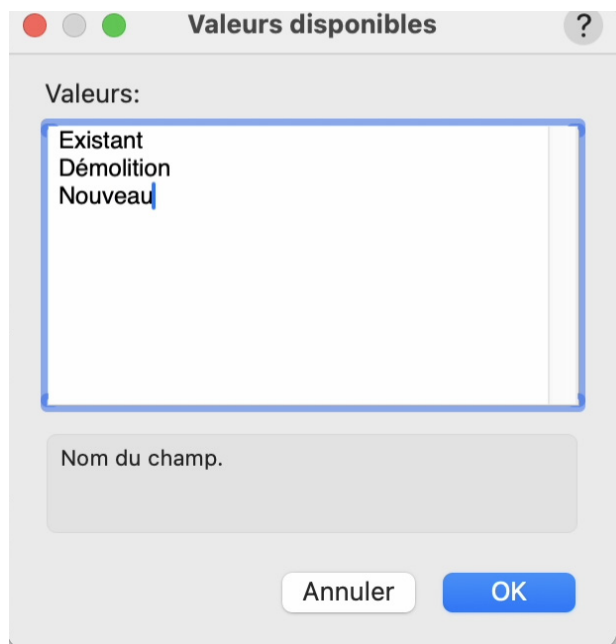 Valeurs disponibles
?
Valeurs:
Existant
Démolition
Nouveau
Nom du champ.
Annuler
OK